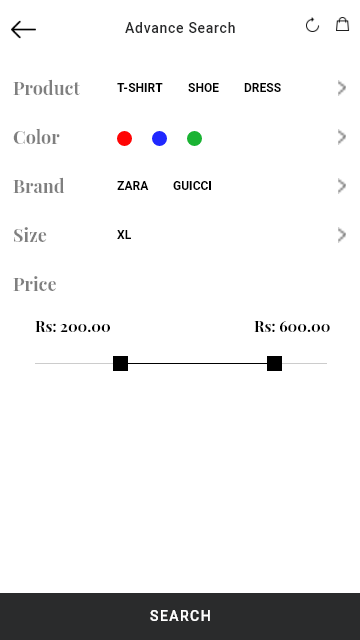 Advance Search
Product T-SHIRT SHOE DRESS
Color
Brand ZARA GUICCI
Size XL
Price
Rs: 200.00 Rs: 600.00
SEARCH